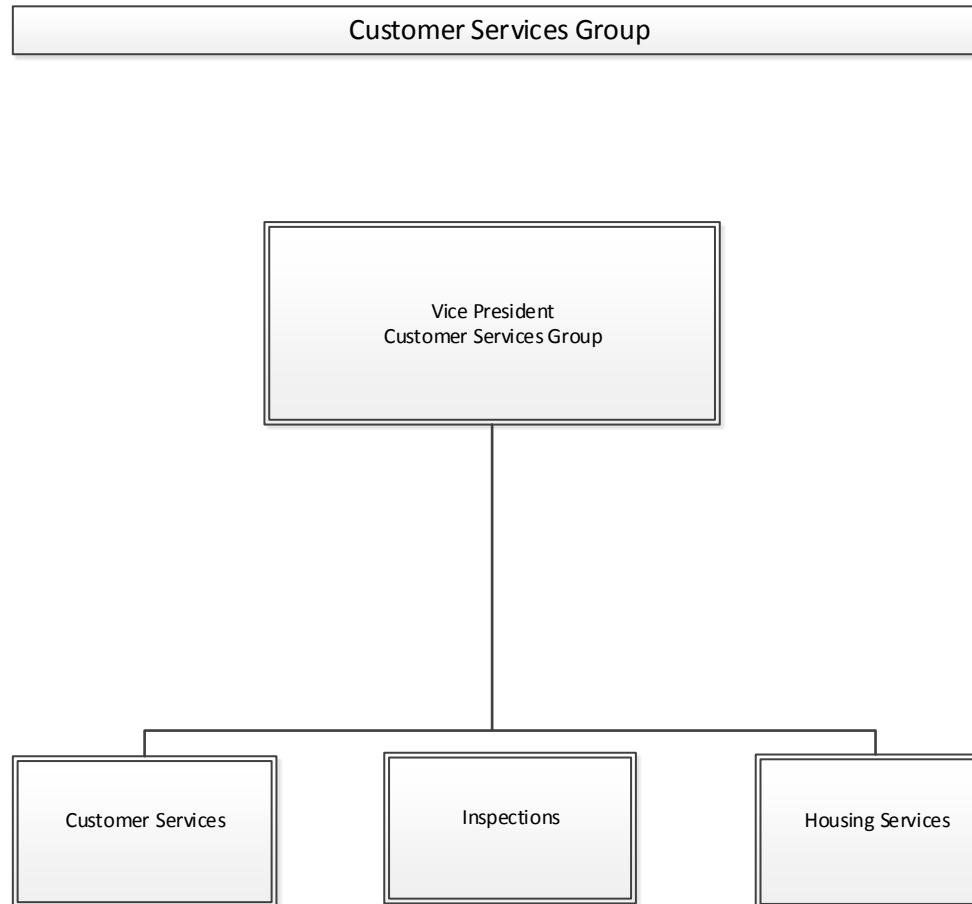 Customer Services Group
Vice President
Customer Services Group
Customer Services
Inspections
Housing Services